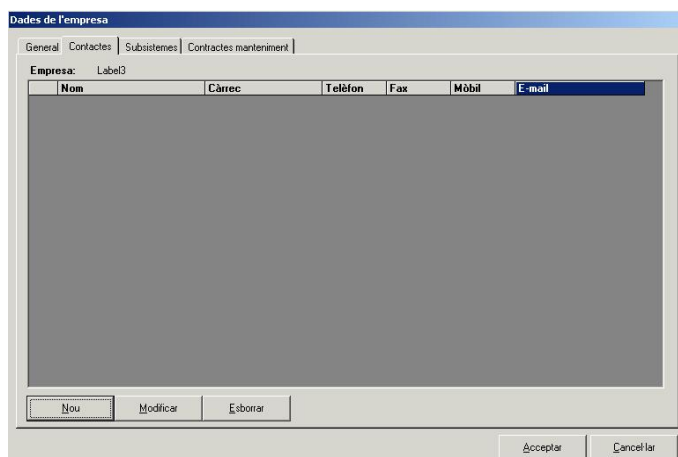 Dades de l'empresa
General Contactes Subsistemes Contractes manteniment
Empresa: Label3
Nom Càrrec Telèfon Fax Mòbil E-mail
Nou Modificar Esborrar
Acceptar Cancel·lar